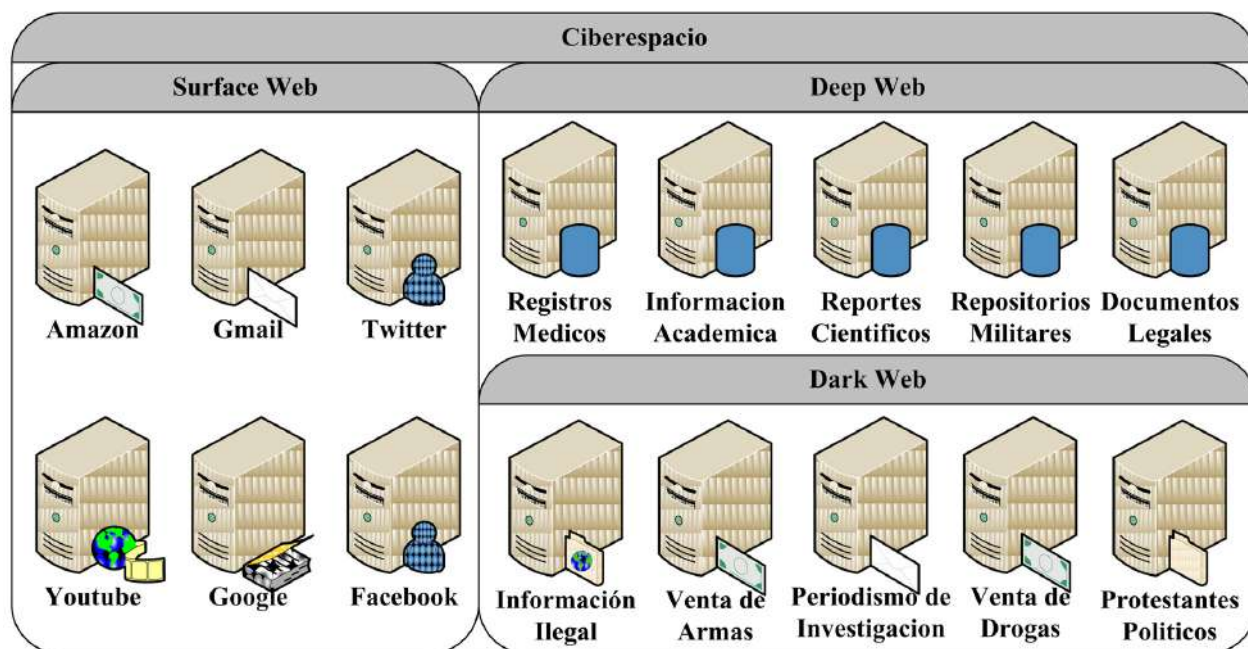 Ciberespacio
Surface Web
Deep Web
Amazon
Gmail
Twitter
Registros
Medicos
Informacion
Academica
Reportes
Cientificos
Repositorios
Militares
Documentos
Legales
Dark Web
Youtube
Google
Facebook
Información
Ilegal
Venta de
Armas
Periodismo de
Investigacion
Venta de
Drogas
Protestantes
Politicos